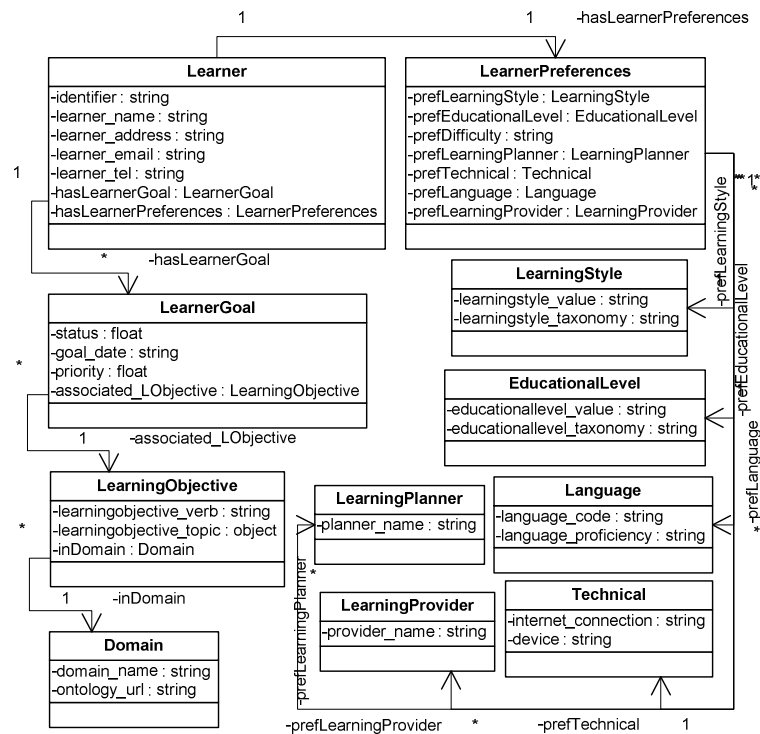 1
1
-hasLearnerPreferences
Learner
-identifier : string
-learner_name : string
-learner_address : string
-learner_email : string
-learner_tel : string
-hasLearnerGoal : LearnerGoal
-hasLearnerPreferences : LearnerPreferences
LearnerPreferences
-prefLearningStyle : LearningStyle
-prefEducationalLevel : EducationalLevel
-prefDifficulty : string
-prefLearningPlanner : LearningPlanner
-prefTechnical : Technical
-prefLanguage : Language
-prefLearningProvider : LearningProvider
1
*
-hasLearnerGoal
-prefLearningStyle
1
*
*
LearnerGoal
-status : float
-goal_date : string
-priority : float
-associated_LObjective : LearningObjective
LearningStyle
-learningstyle_value : string
-learningstyle_taxonomy : string
-prefEducationalLevel
*
1
-associated_LObjective
EducationalLevel
-educationallevel_value : string
-educationallevel_taxonomy : string
-prefLanguage
*
LearningObjective
-learningobjective_verb : string
-learningobjective_topic : object
-inDomain : Domain
LearningPlanner
-planner_name : string
Language
-language_code : string
-language_proficiency : string
*
1
-inDomain
-prefLearningPlanner
*
LearningProvider
-provider_name : string
Technical
-internet_connection : string
-device : string
Domain
-domain_name : string
-ontology_url : string
-prefLearningProvider
*
-prefTechnical
1